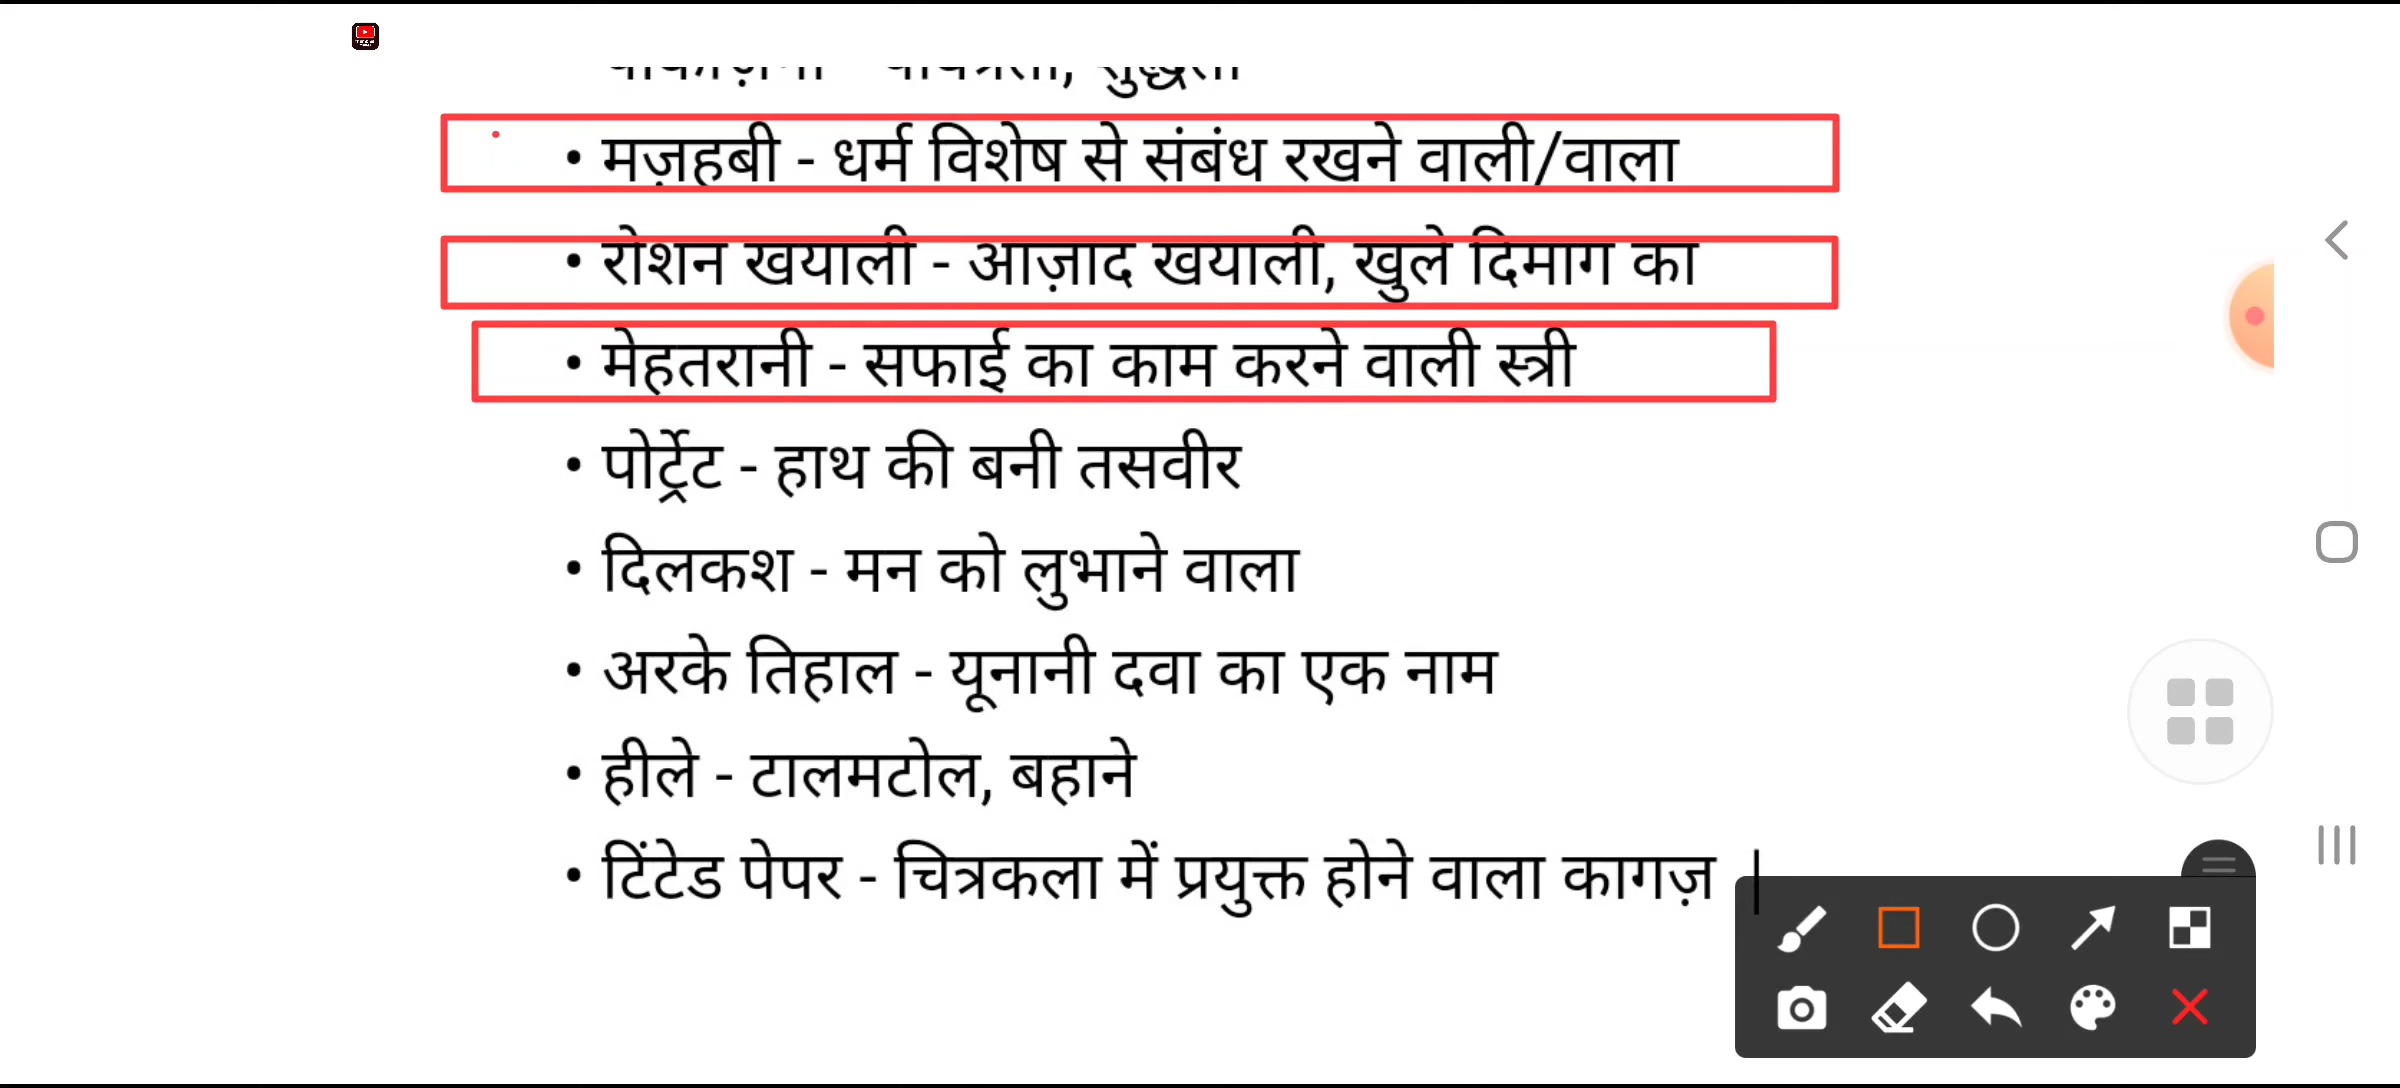 • मज़हबी - धर्म विशेष से संबंध रखने वाली/वाला
• रोशन खयाली - आज़ाद खयाली, खुले दिमाग का
• मेहतरानी - सफाई का काम करने वाली स्त्री
• पोर्ट्रेट - हाथ की बनी तसवीर
• दिलकश - मन को लुभाने वाला
• अरके तिहाल - यूनानी दवा का एक नाम
• हीले - टालमटोल, बहाने
• टिंटेड पेपर - चित्रकला में प्रयुक्त होने वाला कागज़ |